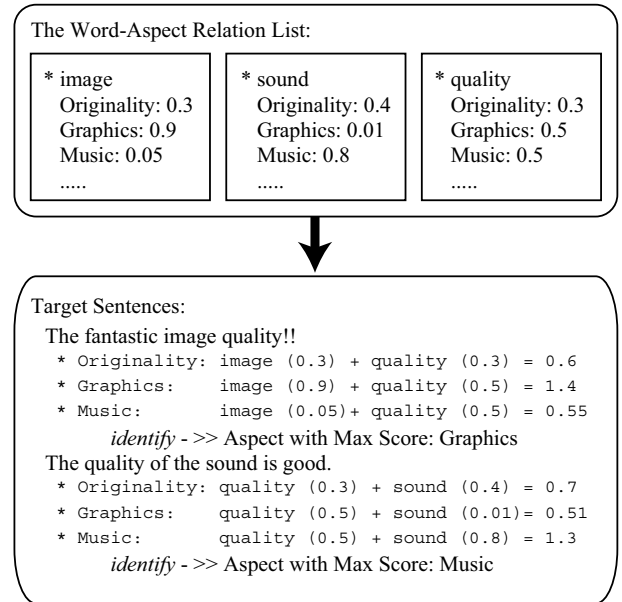 The Word-Aspect Relation List:
* image
Originality: 0.3
Graphics: 0.9
Music: 0.05
.....
* sound
Originality: 0.4
Graphics: 0.01
Music: 0.8
.....
* quality
Originality: 0.3
Graphics: 0.5
Music: 0.5
.....
Target Sentences:
The fantastic image quality!!
* Originality: image (0.3) + quality (0.3) = 0.6
* Graphics: image (0.9) + quality (0.5) = 1.4
* Music: image (0.05)+ quality (0.5) = 0.55
identify - >> Aspect with Max Score: Graphics
The quality of the sound is good.
* Originality: quality (0.3) + sound (0.4) = 0.7
* Graphics: quality (0.5) + sound (0.01)= 0.51
* Music: quality (0.5) + sound (0.8) = 1.3
identify - >> Aspect with Max Score: Music